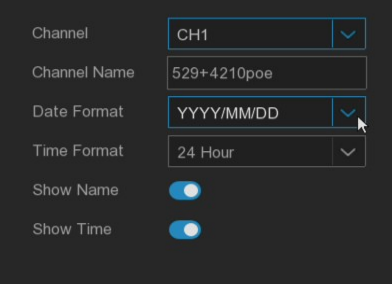 Channel CH1
Channel Name 529+4210poe
Date Format YYYY/MM/DD
Time Format 24 Hour
Show Name
Show Time